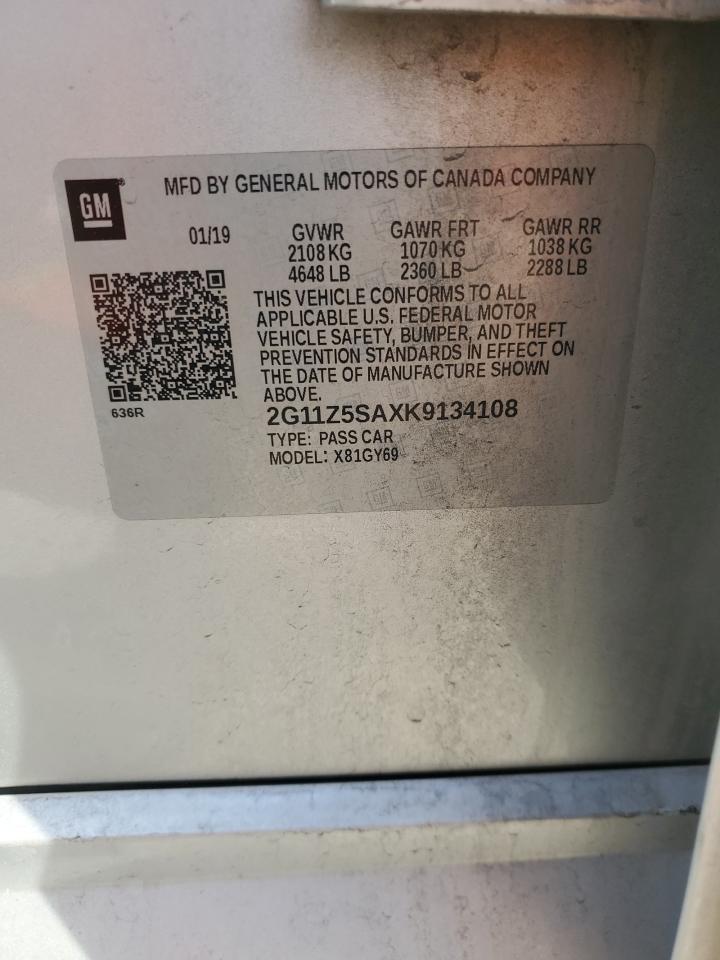 GM
MFD BY GENERAL MOTORS OF CANADA COMPANY
01/19 GVWR GAWR FRT GAWR RR
2108 KG 1070 KG 1038 KG
4648 LB 2360 LB 2288 LB
THIS VEHICLE CONFORMS TO ALL
APPLICABLE U.S. FEDERAL MOTOR
VEHICLE SAFETY, BUMPER, AND THEFT
PREVENTION STANDARDS IN EFFECT ON
THE DATE OF MANUFACTURE SHOWN
ABOVE.
636R
2G11Z5SAXK9134108
TYPE: PASS CAR
MODEL: X81GY69